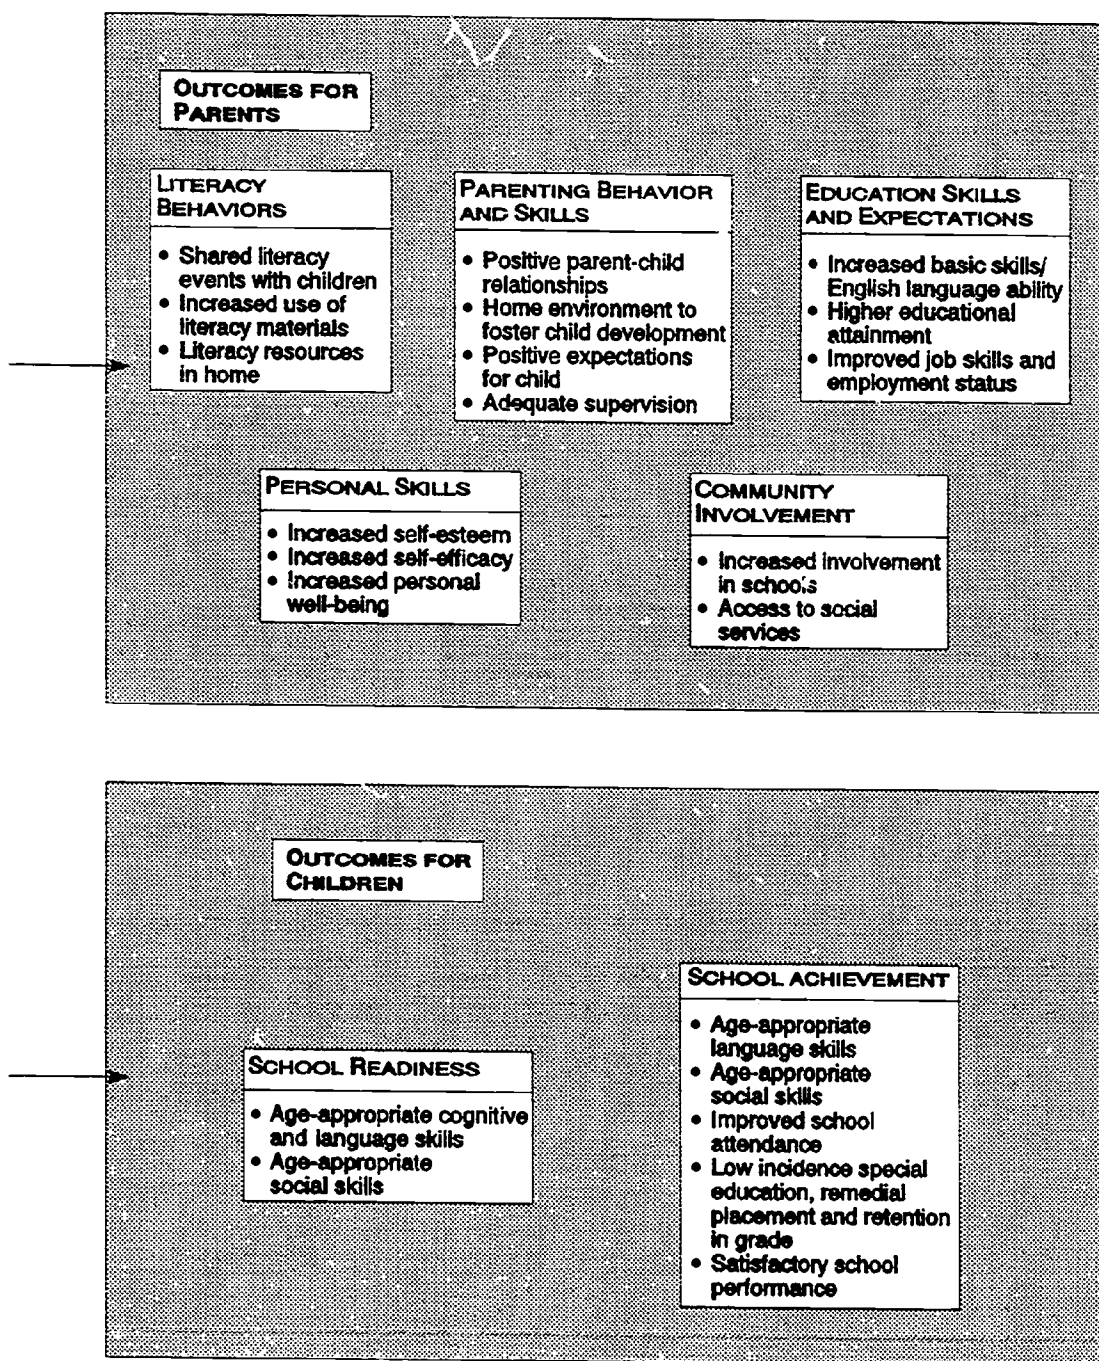 OUTCOMES FOR
PARENTS
LITERACY
BEHAVIORS
• Shared literacy
events with children
• Increased use of
literacy materials
• Literacy resources
in home
PARENTING BEHAVIOR
AND SKILLS
• Positive parent-child
relationships
• Home environment to
foster child development
• Positive expectations
for child
• Adequate supervision
EDUCATION SKILLS
AND EXPECTATIONS
• Increased basic skills/
English language ability
• Higher educational
attainment
• Improved job skills and
employment status
PERSONAL SKILLS
• Increased self-esteem
• Increased self-efficacy
• Increased personal
well-being
COMMUNITY
INVOLVEMENT
• Increased involvement
in schools
• Access to social
services
OUTCOMES FOR
CHILDREN
SCHOOL READINESS
• Age-appropriate cognitive
and language skills
• Age-appropriate
social skills
SCHOOL ACHIEVEMENT
• Age-appropriate
language skills
• Age-appropriate
social skills
• Improved school
attendance
• Low incidence special
education, remedial
placement and retention
in grade
• Satisfactory school
performance